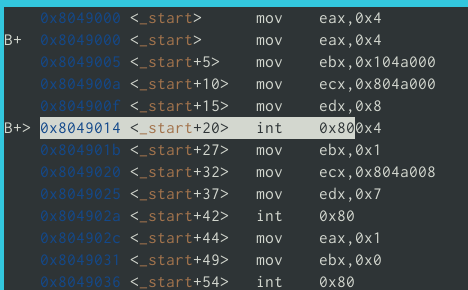 0x8049000 <_start> mov eax,0x4
B+ 0x8049000 <_start> mov eax,0x4
0x8049005 <_start+5> mov ebx,0x104a000
0x804900a <_start+10> mov ecx,0x804a000
0x804900f <_start+15> mov edx,0x8
B+> 0x8049014 <_start+20> int 0x800x4
0x804901b <_start+27> mov ebx,0x1
0x8049020 <_start+32> mov ecx,0x804a008
0x8049025 <_start+37> mov edx,0x7
0x804902a <_start+42> int 0x80
0x804902c <_start+44> mov eax,0x1
0x8049031 <_start+49> mov ebx,0x0
0x8049036 <_start+54> int 0x80